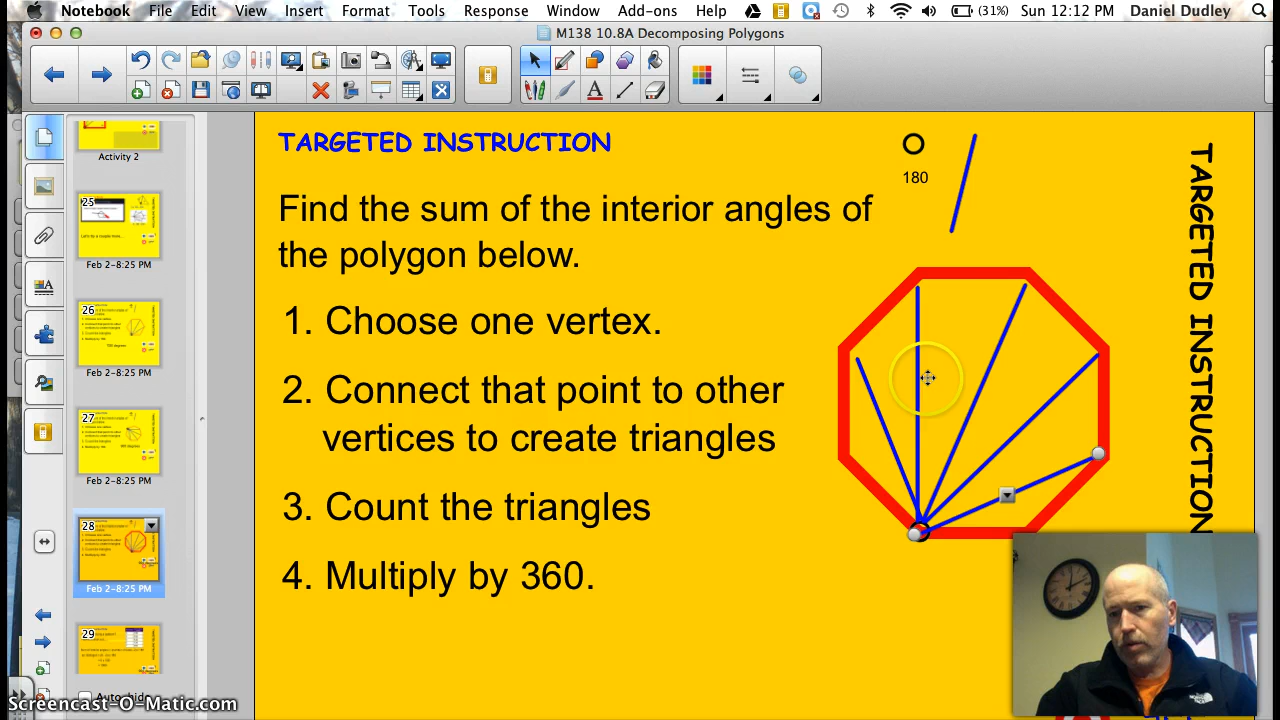 Notebook File Edit View Insert Format Tools Response Window Add-ons Help (31%) Sun 12:12 PM Daniel Dudley
M138 10.8A Decomposing Polygons
Activity 2
25
Feb 2-8:25 PM
26
Feb 2-8:25 PM
27
Feb 2-8:25 PM
28
Feb 2-8:25 PM
29
Auto-hide
TARGETED INSTRUCTION
180
Find the sum of the interior angles of
the polygon below.
1. Choose one vertex.
2. Connect that point to other
vertices to create triangles
3. Count the triangles
4. Multiply by 360.
TARGETED INSTRUCTION
Screencast-O-Matic.com